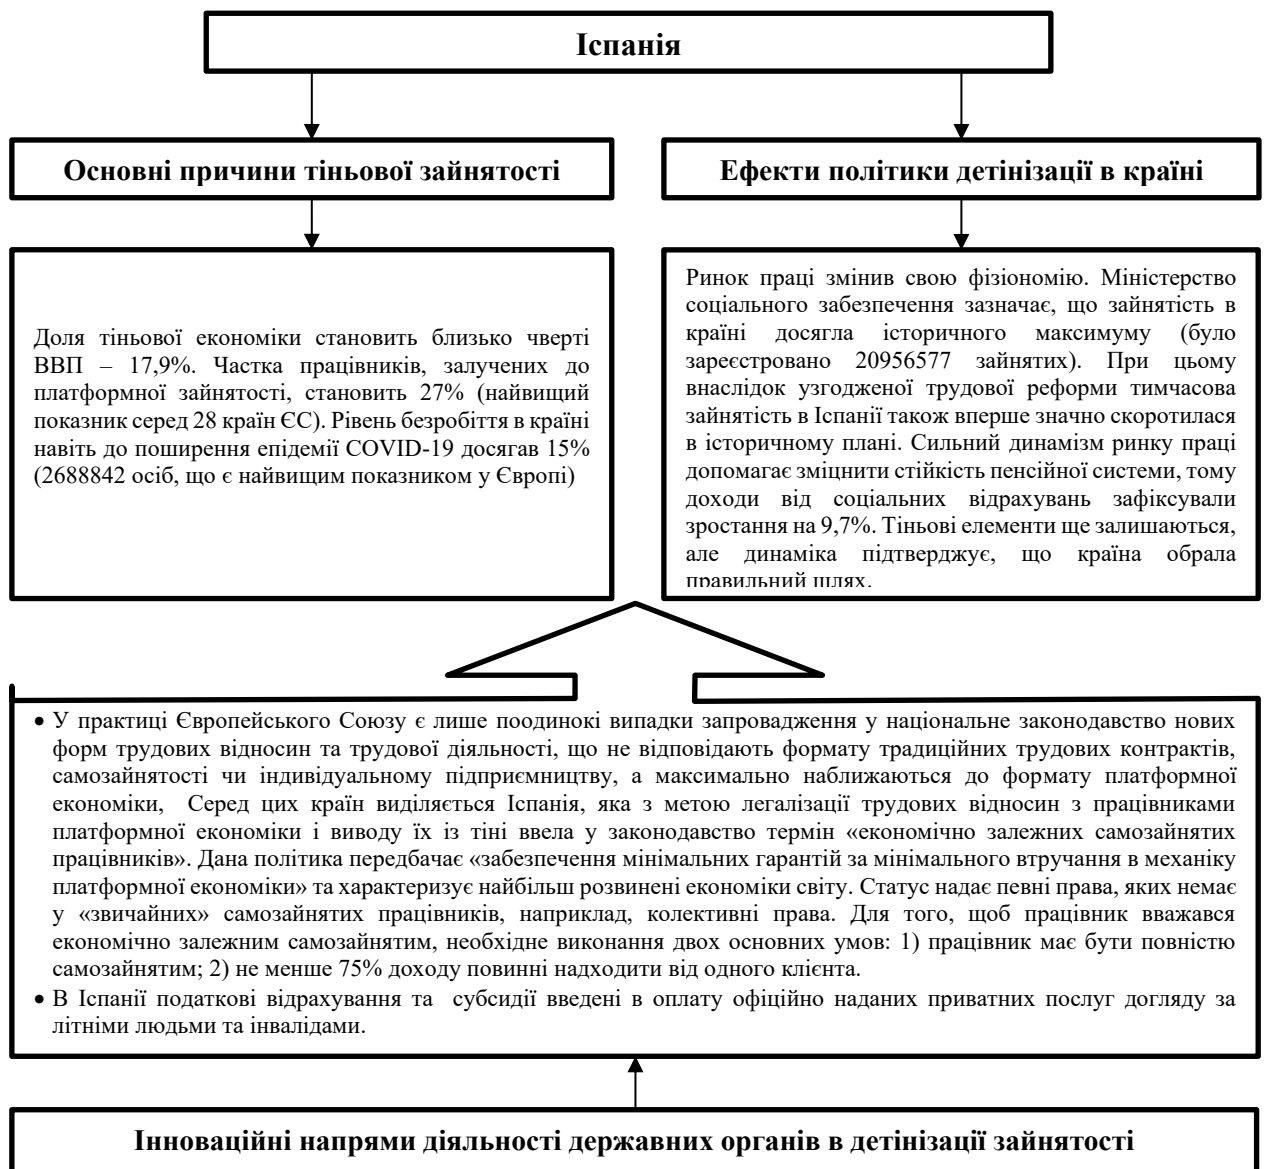 Іспанія
Основні причини тіньової зайнятості
Ефекти політики детінізації в країні
Доля тіньової економіки становить близько чверті
ВВП – 17,9%. Частка працівників, залучених до
платформної зайнятості, становить 27% (найвищий
показник серед 28 країн ЄС). Рівень безробіття в країні
навіть до поширення епідемії COVID-19 досягав 15%
(2688842 осіб, що є найвищим показником у Європі)
Ринок праці змінив свою фізіономію. Міністерство
соціального забезпечення зазначає, що зайнятість в
країні досягла історичного максимуму (було
зареєстровано 20956577 зайнятих). При цьому
внаслідок узгодженої трудової реформи тимчасова
зайнятість в Іспанії також вперше значно скоротилася
в історичному плані. Сильний динамізм ринку праці
допомагає зміцнити стійкість пенсійної системи, тому
доходи від соціальних відрахувань зафіксували
зростання на 9,7%. Тіньові елементи ще залишаються,
але динаміка підтверджує, що країна обрала
правильний шлях.
• У практиці Європейського Союзу є лише поодинокі випадки запровадження у національне законодавство нових
форм трудових відносин та трудової діяльності, що не відповідають формату традиційних трудових контрактів,
самозайнятості чи індивідуальному підприємництву, а максимально наближаються до формату платформної
економіки, Серед цих країн виділяється Іспанія, яка з метою легалізації трудових відносин з працівниками
платформної економіки і виводу їх із тіні ввела у законодавство термін «економічно залежних самозайнятих
працівників». Дана політика передбачає «забезпечення мінімальних гарантій за мінімального втручання в механіку
платформної економіки» та характеризує найбільш розвинені економіки світу. Статус надає певні права, яких немає
у «звичайних» самозайнятих працівників, наприклад, колективні права. Для того, щоб працівник вважався
економічно залежним самозайнятим, необхідне виконання двох основних умов: 1) працівник має бути повністю
самозайнятим; 2) не менше 75% доходу повинні надходити від одного клієнта.
• В Іспанії податкові відрахування та субсидії введені в оплату офіційно наданих приватних послуг догляду за
літніми людьми та інвалідами.
Інноваційні напрями діяльності державних органів в детінізації зайнятості